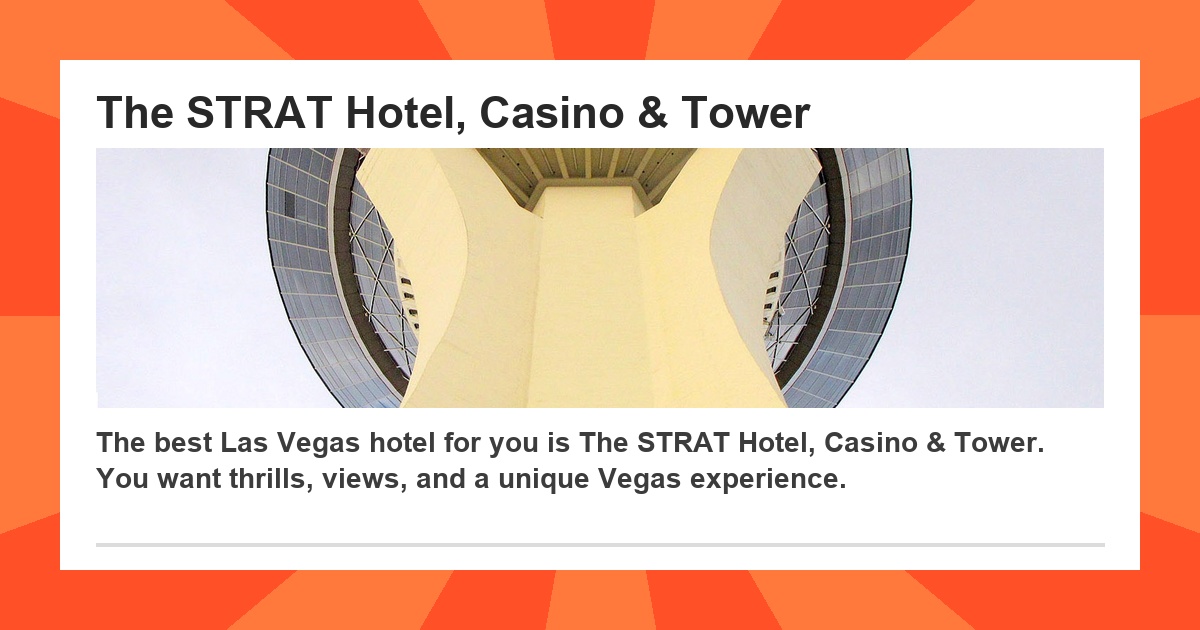 The STRAT Hotel, Casino & Tower
The best Las Vegas hotel for you is The STRAT Hotel, Casino & Tower.
You want thrills, views, and a unique Vegas experience.